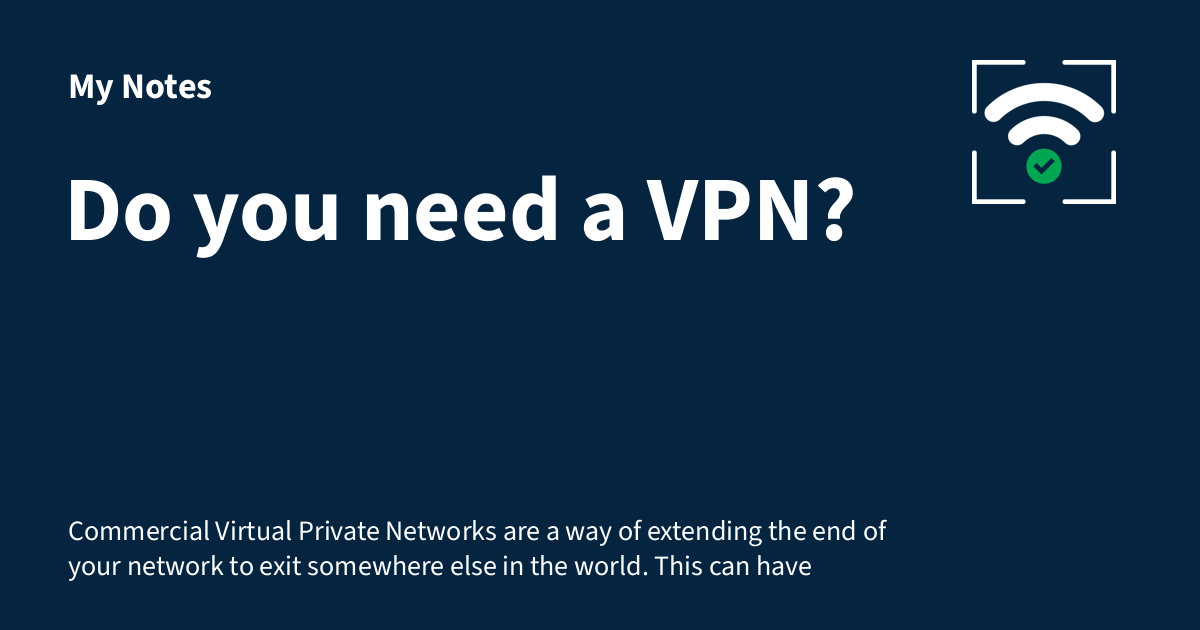 My Notes
Do you need a VPN?
Commercial Virtual Private Networks are a way of extending the end of
your network to exit somewhere else in the world. This can have